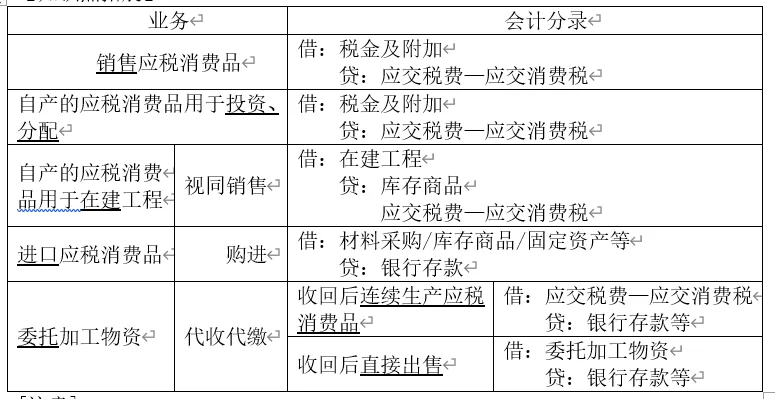 业务 会计分录
销售应税消费品
借：税金及附加
贷：应交税费—应交消费税
自产的应税消费品用于投资、
分配
借：税金及附加
贷：应交税费—应交消费税
自产的应税消费
品用于在建工程
视同销售
借：在建工程
贷：库存商品
应交税费—应交消费税
进口应税消费品
购进
借：材料采购/库存商品/固定资产等
贷：银行存款
委托加工物资
代收代缴
收回后连续生产应税
消费品
借：应交税费—应交消费税
贷：银行存款等
收回后直接出售
借：委托加工物资
贷：银行存款等